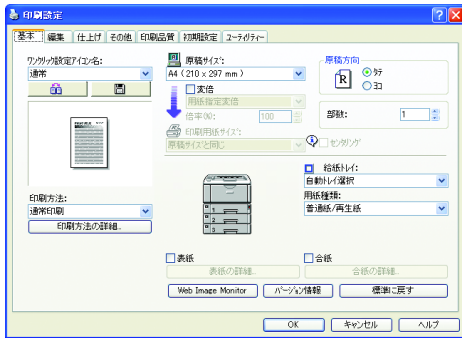 印刷設定
基本 編集 仕上げ その他 印刷品質 初期設定 ユーティリティー
ワンクリック設定アイコン名:
通常
印刷方法:
通常印刷
印刷方法の詳細...
原稿サイズ:
A4 (210 x 297 mm)
変倍
用紙指定変倍
倍率(%): 100
印刷用紙サイズ:
原稿サイズと同じ
原稿方向
R
タテ
ヨコ
部数: 1
センタリング
給紙トレイ:
自動トレイ選択
用紙種類:
普通紙/再生紙
1
2
3
表紙
表紙の詳細...
合紙
合紙の詳細...
Web Image Monitor バージョン情報 標準に戻す
OK キャンセル ヘルプ